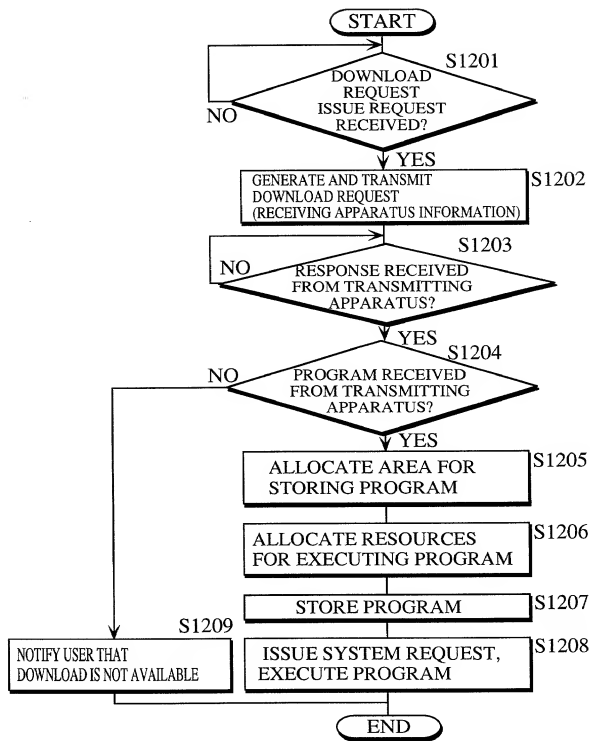 START
S1201
DOWNLOAD
REQUEST
ISSUE REQUEST
RECEIVED?
NO
YES
S1202
GENERATE AND TRANSMIT
DOWNLOAD REQUEST
(RECEIVING APPARATUS INFORMATION)
S1203
NO
RESPONSE RECEIVED
FROM TRANSMITTING
APPARATUS?
YES
S1204
NO
PROGRAM RECEIVED
FROM TRANSMITTING
APPARATUS?
YES
S1205
ALLOCATE AREA FOR
STORING PROGRAM
S1206
ALLOCATE RESOURCES
FOR EXECUTING PROGRAM
S1207
STORE PROGRAM
S1209
NOTIFY USER THAT
DOWNLOAD IS NOT AVAILABLE
S1208
ISSUE SYSTEM REQUEST,
EXECUTE PROGRAM
END